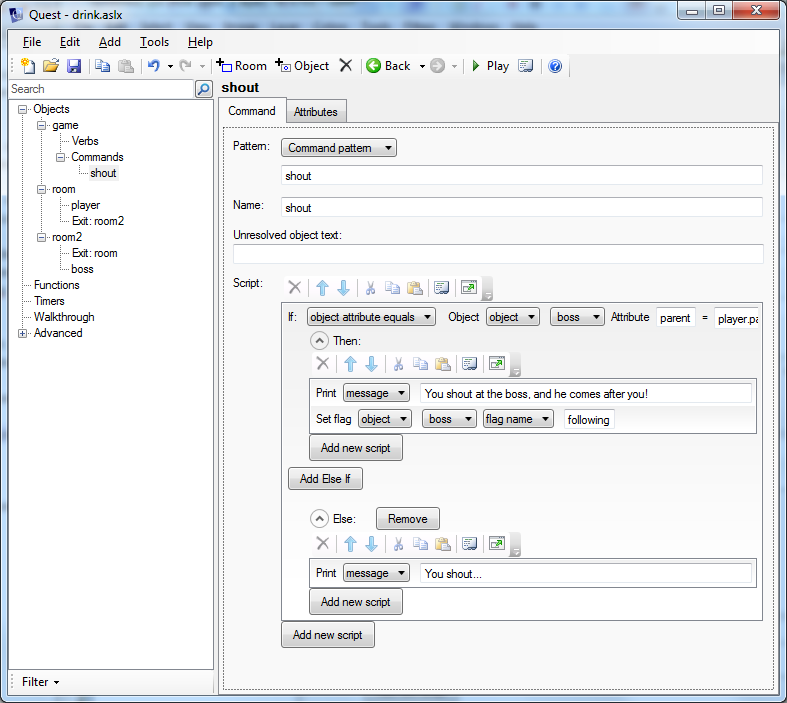 Quest - drink.aslx
File Edit Add Tools Help
Room Object Back Play
Search
shout
Objects
game
Verbs
Commands
shout
room
player
Exit: room2
room2
Exit: room
boss
Functions
Timers
Walkthrough
Advanced
Filter
Command Attributes
Pattern: Command pattern
shout
Name: shout
Unresolved object text:
Script:
If: object attribute equals Object object boss Attribute parent = player.pa
Then:
Print message You shout at the boss, and he comes after you!
Set flag object boss flag name following
Add new script
Add Else If
Else: Remove
Print message You shout...
Add new script
Add new script